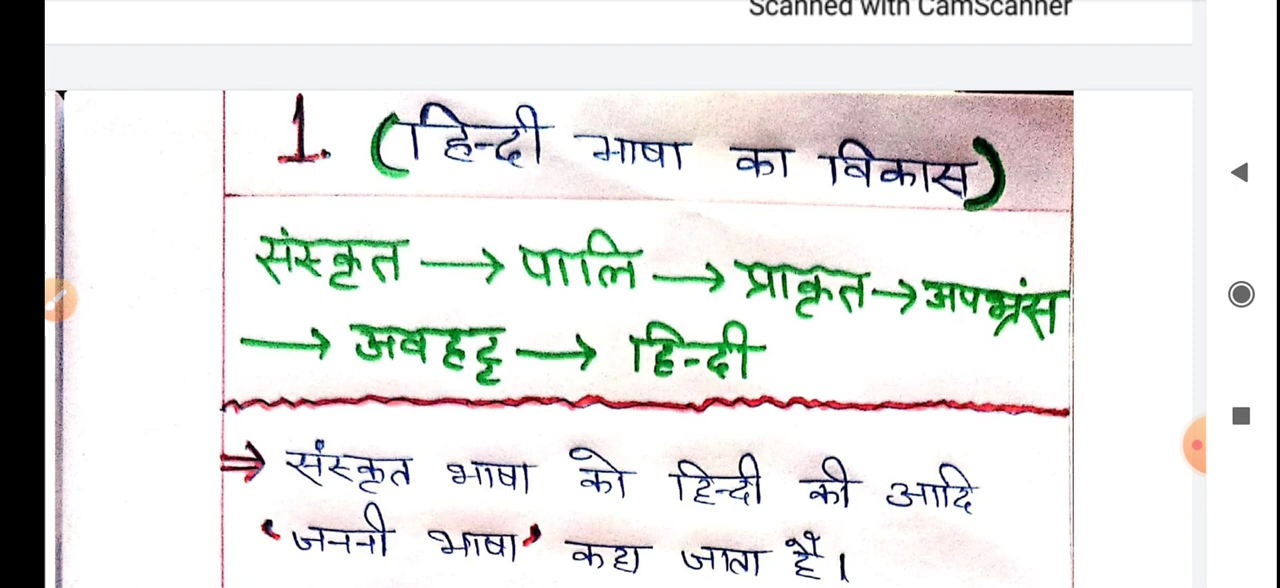 Scanned with CamScanner
1. (हिन्दी भाषा का विकास)
संस्कृत → पालि → प्राकृत → अपभ्रंस
→ अवहट्ट → हिन्दी
⇒ संस्कृत भाषा को हिन्दी की आदि
'जननी भाषा' कहा जाता है।